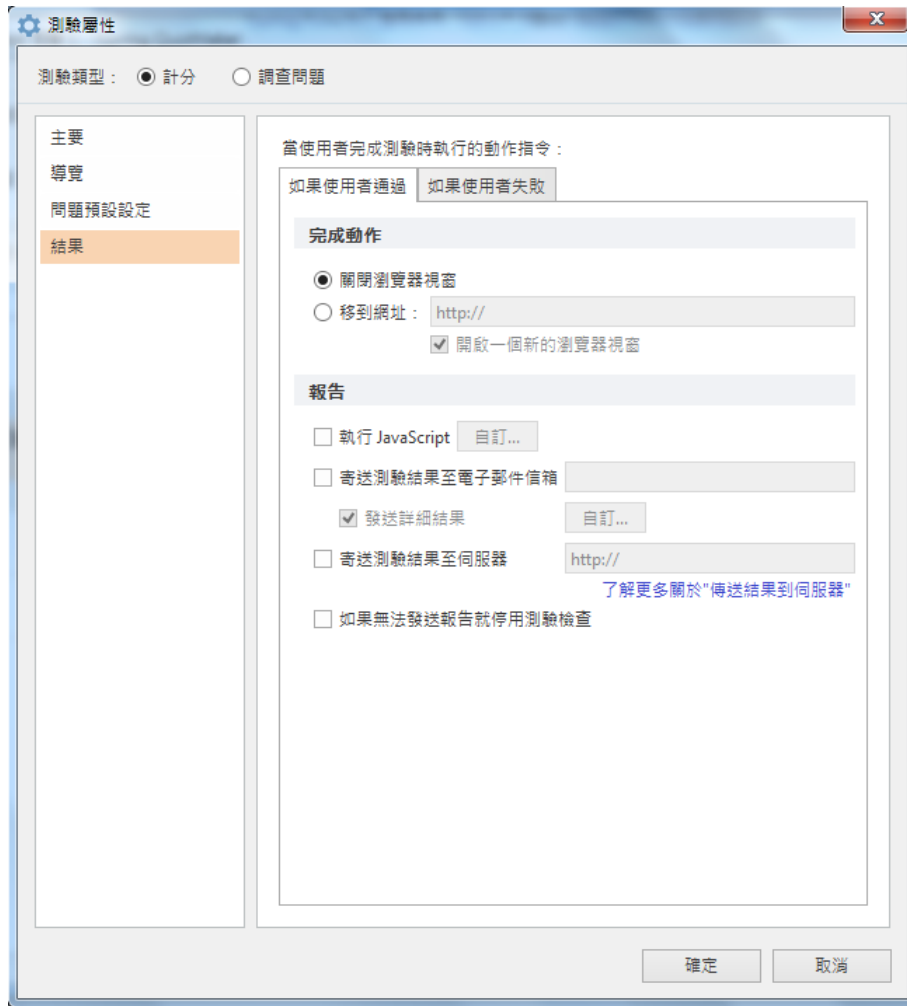 測驗屬性
測驗類型： 計分 調查問題
主要
導覽
問題預設設定
結果
當使用者完成測驗時執行的動作指令：
如果使用者通過 如果使用者失敗
完成動作
關閉瀏覽器視窗
移到網址： http://
開啟一個新的瀏覽器視窗
報告
執行 JavaScript 自訂...
寄送測驗結果至電子郵件信箱
發送詳細結果 自訂...
寄送測驗結果至伺服器 http://
了解更多關於"傳送結果到伺服器"
如果無法發送報告就停用測驗檢查
確定 取消